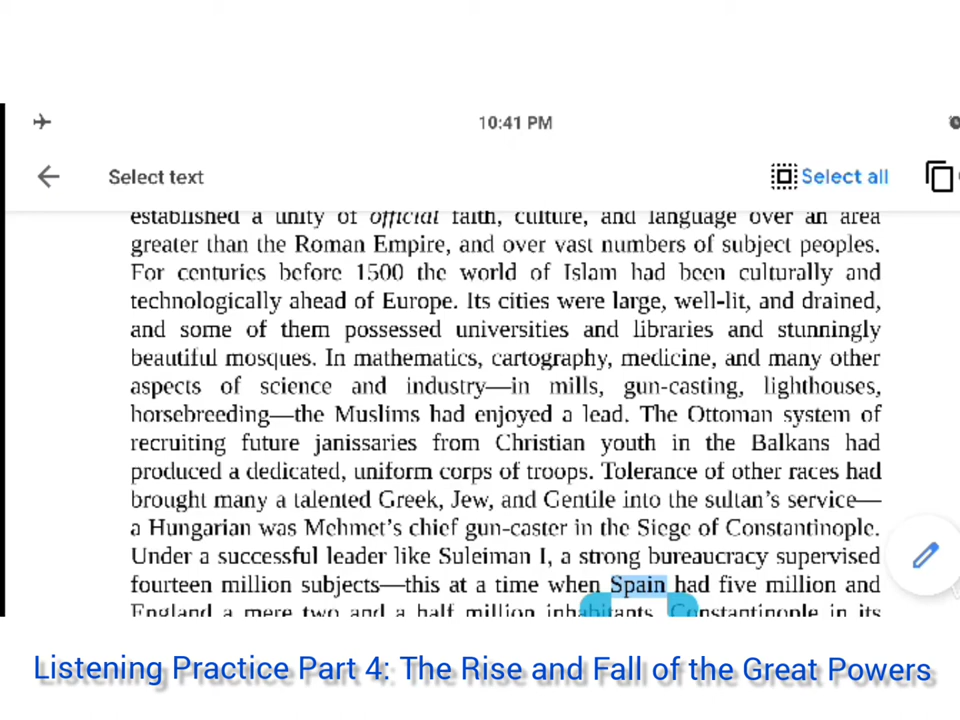 10:41 PM
Select text
Select all
established a unity of official faith, culture, and language over an area
greater than the Roman Empire, and over vast numbers of subject peoples.
For centuries before 1500 the world of Islam had been culturally and
technologically ahead of Europe. Its cities were large, well-lit, and drained,
and some of them possessed universities and libraries and stunningly
beautiful mosques. In mathematics, cartography, medicine, and many other
aspects of science and industry—in mills, gun-casting, lighthouses,
horsebreeding—the Muslims had enjoyed a lead. The Ottoman system of
recruiting future janissaries from Christian youth in the Balkans had
produced a dedicated, uniform corps of troops. Tolerance of other races had
brought many a talented Greek, Jew, and Gentile into the sultan's service—
a Hungarian was Mehmet's chief gun-caster in the Siege of Constantinople.
Under a successful leader like Suleiman I, a strong bureaucracy supervised
fourteen million subjects—this at a time when Spain had five million and
England a mere two and a half million inhabitants. Constantinople in its
Listening Practice Part 4: The Rise and Fall of the Great Powers